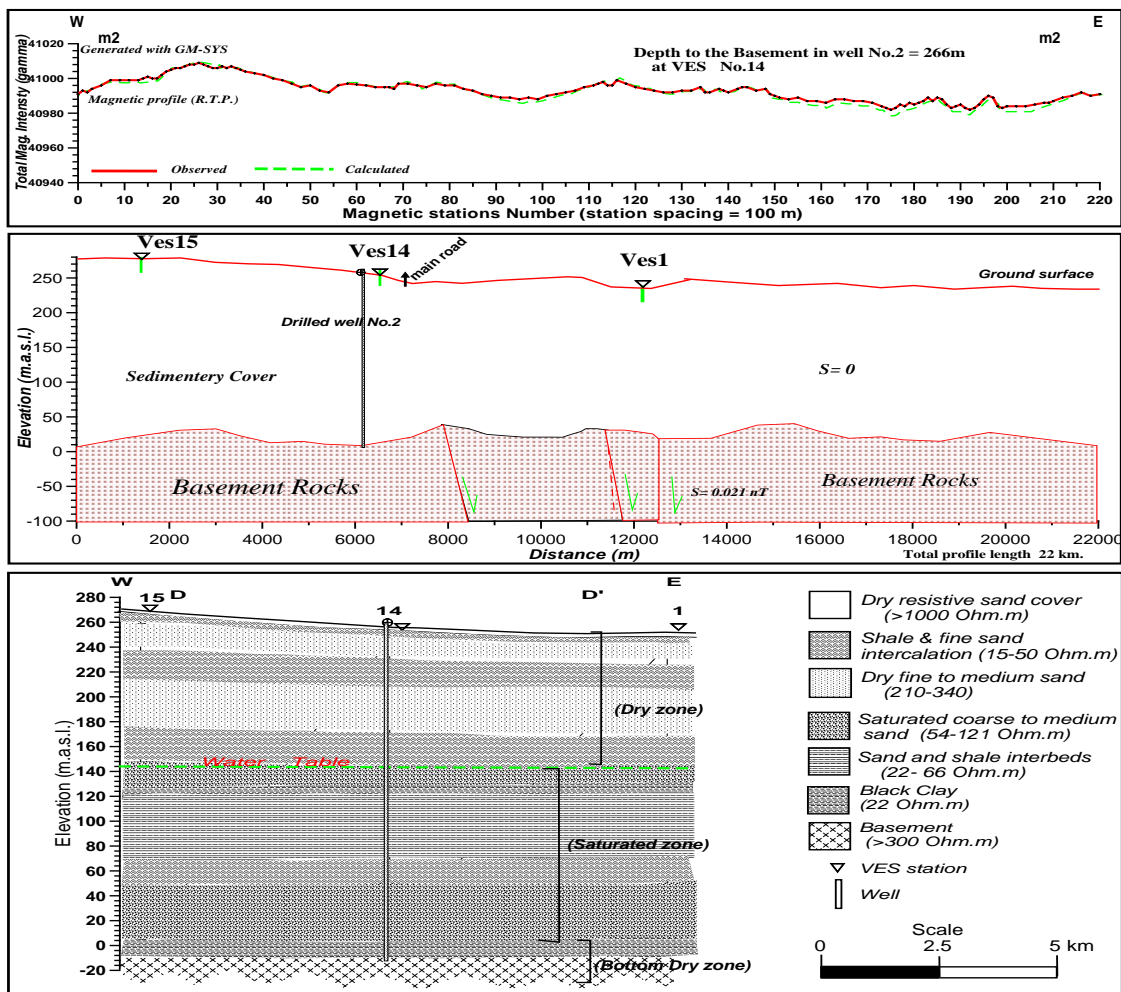 W
E
m2
m2
Generated with GM-SYS
Depth to the Basement in well No.2 = 266m
at VES No.14
Magnetic profile (R.T.P.)
Total Mag. Intensity (gamma)
41020
41000
40980
40960
40940
Observed
Calculated
0 10 20 30 40 50 60 70 80 90 100 110 120 130 140 150 160 170 180 190 200 210 220
Magnetic stations Number (station spacing = 100 m)
Ves15
Ves14
main road
Ves1
Ground surface
Drilled well No.2
Sedimentery Cover
S= 0
Elevation (m.a.s.l.)
250
200
150
100
50
0
-50
-100
Basement Rocks
S= 0.021 nT
Basement Rocks
0 2000 4000 6000 8000 10000 12000 14000 16000 18000 20000 22000
Distance (m)
Total profile length 22 km.
W
E
15 D
14
D'
1
Elevation (m.a.s.l.)
280
260
240
220
200
180
160
140
120
100
80
60
40
20
0
-20
(Dry zone)
Water Table
(Saturated zone)
(Bottom Dry zone)
Dry resistive sand cover
(>1000 Ohm.m)
Shale & fine sand
intercalation (15-50 Ohm.m)
Dry fine to medium sand
(210-340)
Saturated coarse to medium
sand (54-121 Ohm.m)
Sand and shale interbeds
(22- 66 Ohm.m)
Black Clay
(22 Ohm.m)
Basement
(>300 Ohm.m)
VES station
Well
Scale
0 2.5 5 km